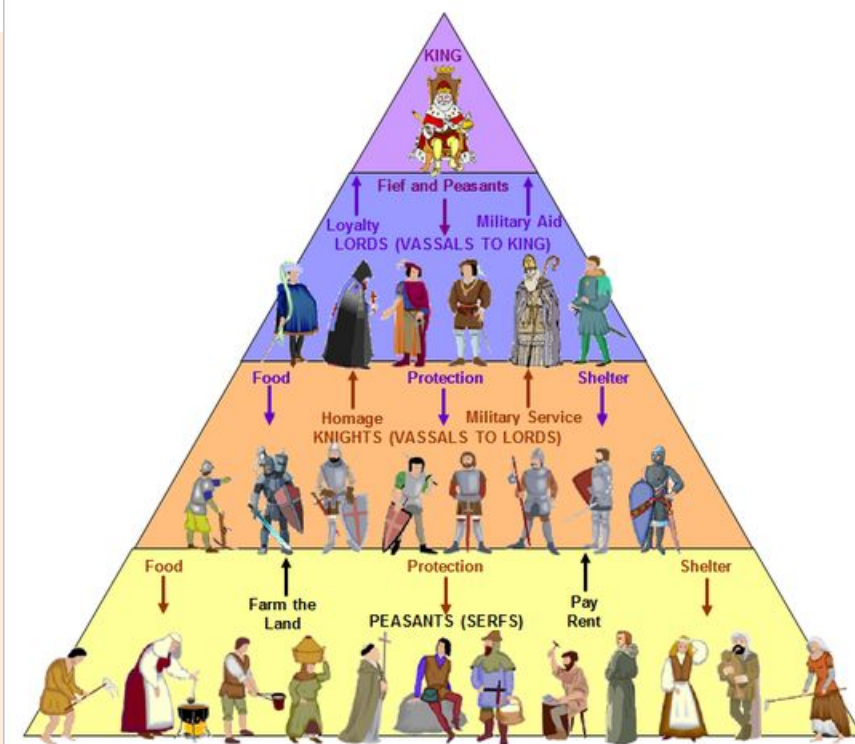 KING
Fief and Peasants
Loyalty
Military Aid
LORDS (VASSALS TO KING)
Food
Protection
Shelter
Homage
Military Service
KNIGHTS (VASSALS TO LORDS)
Food
Protection
Shelter
Farm the
Land
Pay
Rent
PEASANTS (SERFS)